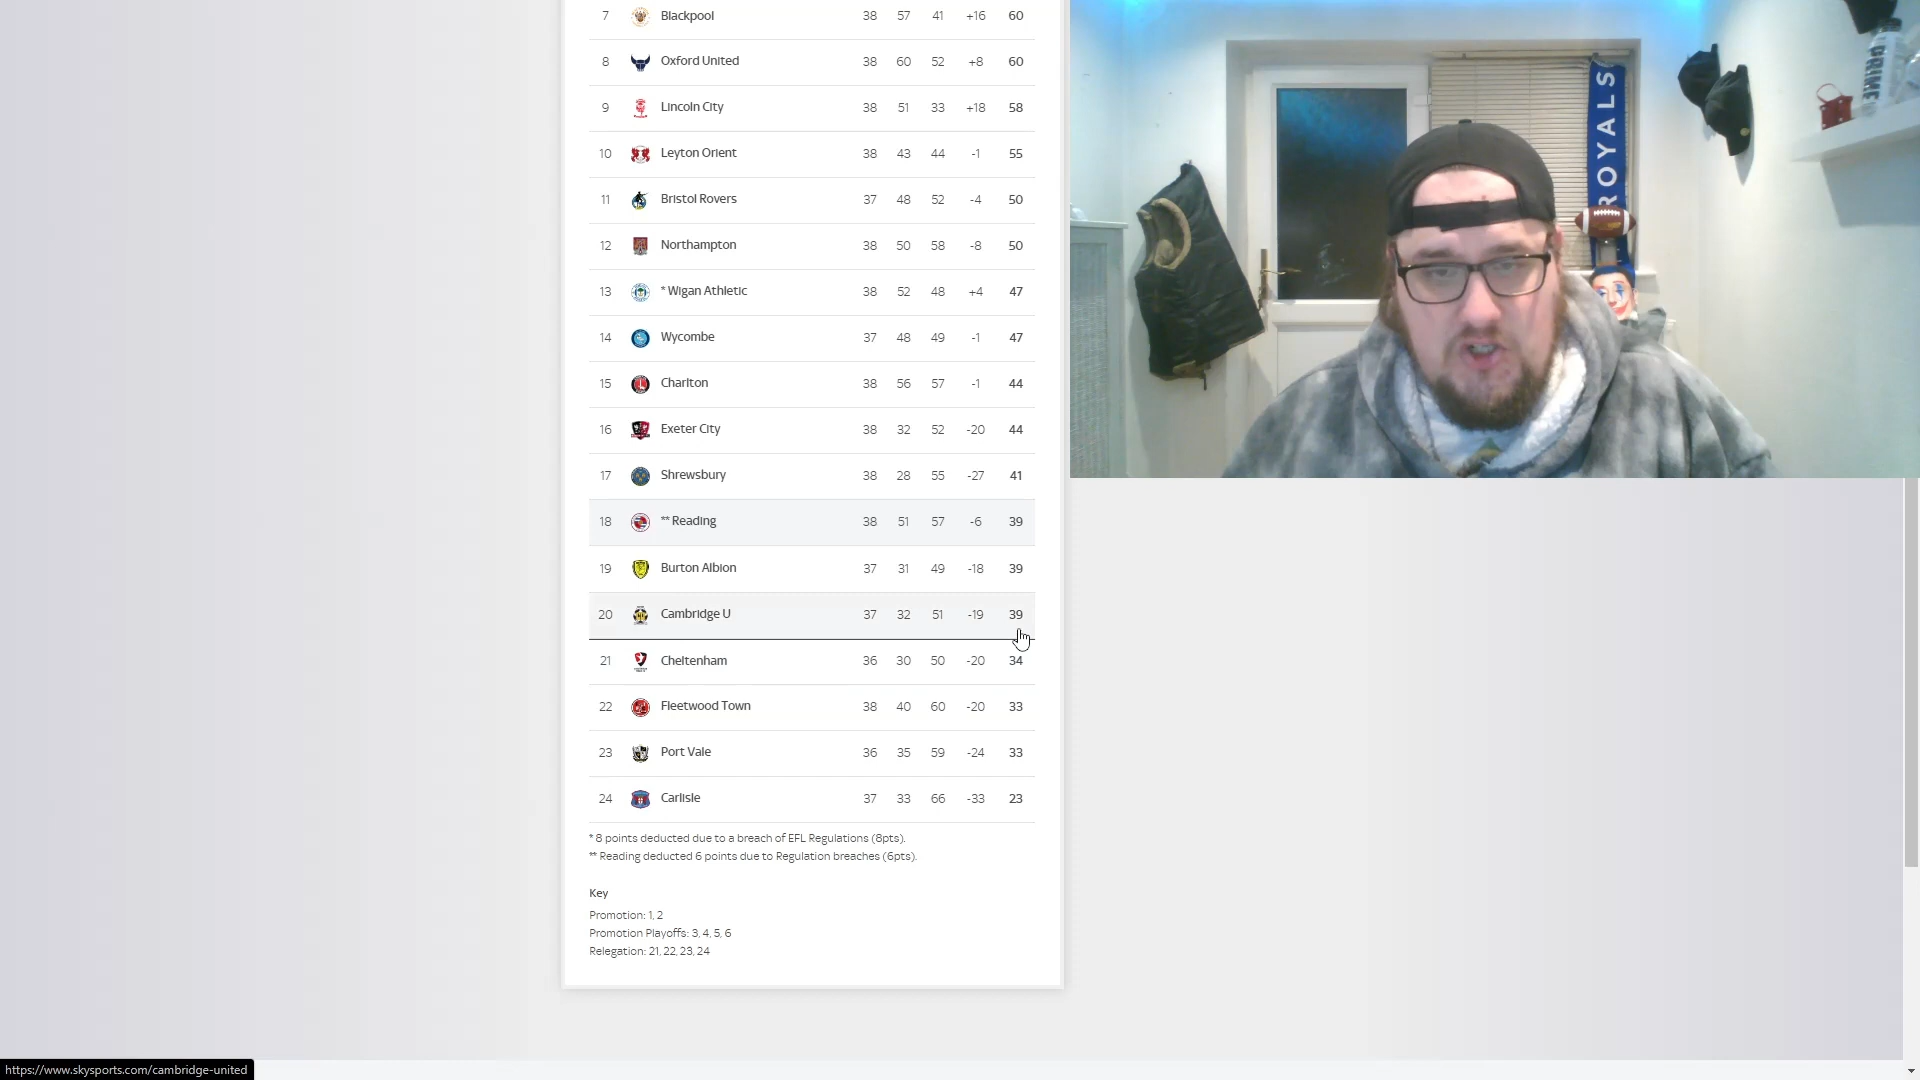 7 Blackpool 38 57 41 +16 60
8 Oxford United 38 60 52 +8 60
9 Lincoln City 38 51 33 +18 58
10 Leyton Orient 38 43 44 -1 55
11 Bristol Rovers 37 48 52 -4 50
12 Northampton 38 50 58 -8 50
13 * Wigan Athletic 38 52 48 +4 47
14 Wycombe 37 48 49 -1 47
15 Charlton 38 56 57 -1 44
16 Exeter City 38 32 52 -20 44
17 Shrewsbury 38 28 55 -27 41
18 ** Reading 38 51 57 -6 39
19 Burton Albion 37 31 49 -18 39
20 Cambridge U 37 32 51 -19 39
21 Cheltenham 36 30 50 -20 34
22 Fleetwood Town 38 40 60 -20 33
23 Port Vale 36 35 59 -24 33
24 Carlisle 37 33 66 -33 23
* 8 points deducted due to a breach of EFL Regulations (8pts).
** Reading deducted 6 points due to Regulation breaches (6pts).
Key
Promotion: 1, 2
Promotion Playoffs: 3, 4, 5, 6
Relegation: 21, 22, 23, 24
https://www.skysports.com/cambridge-united
ROYALS
PRIME